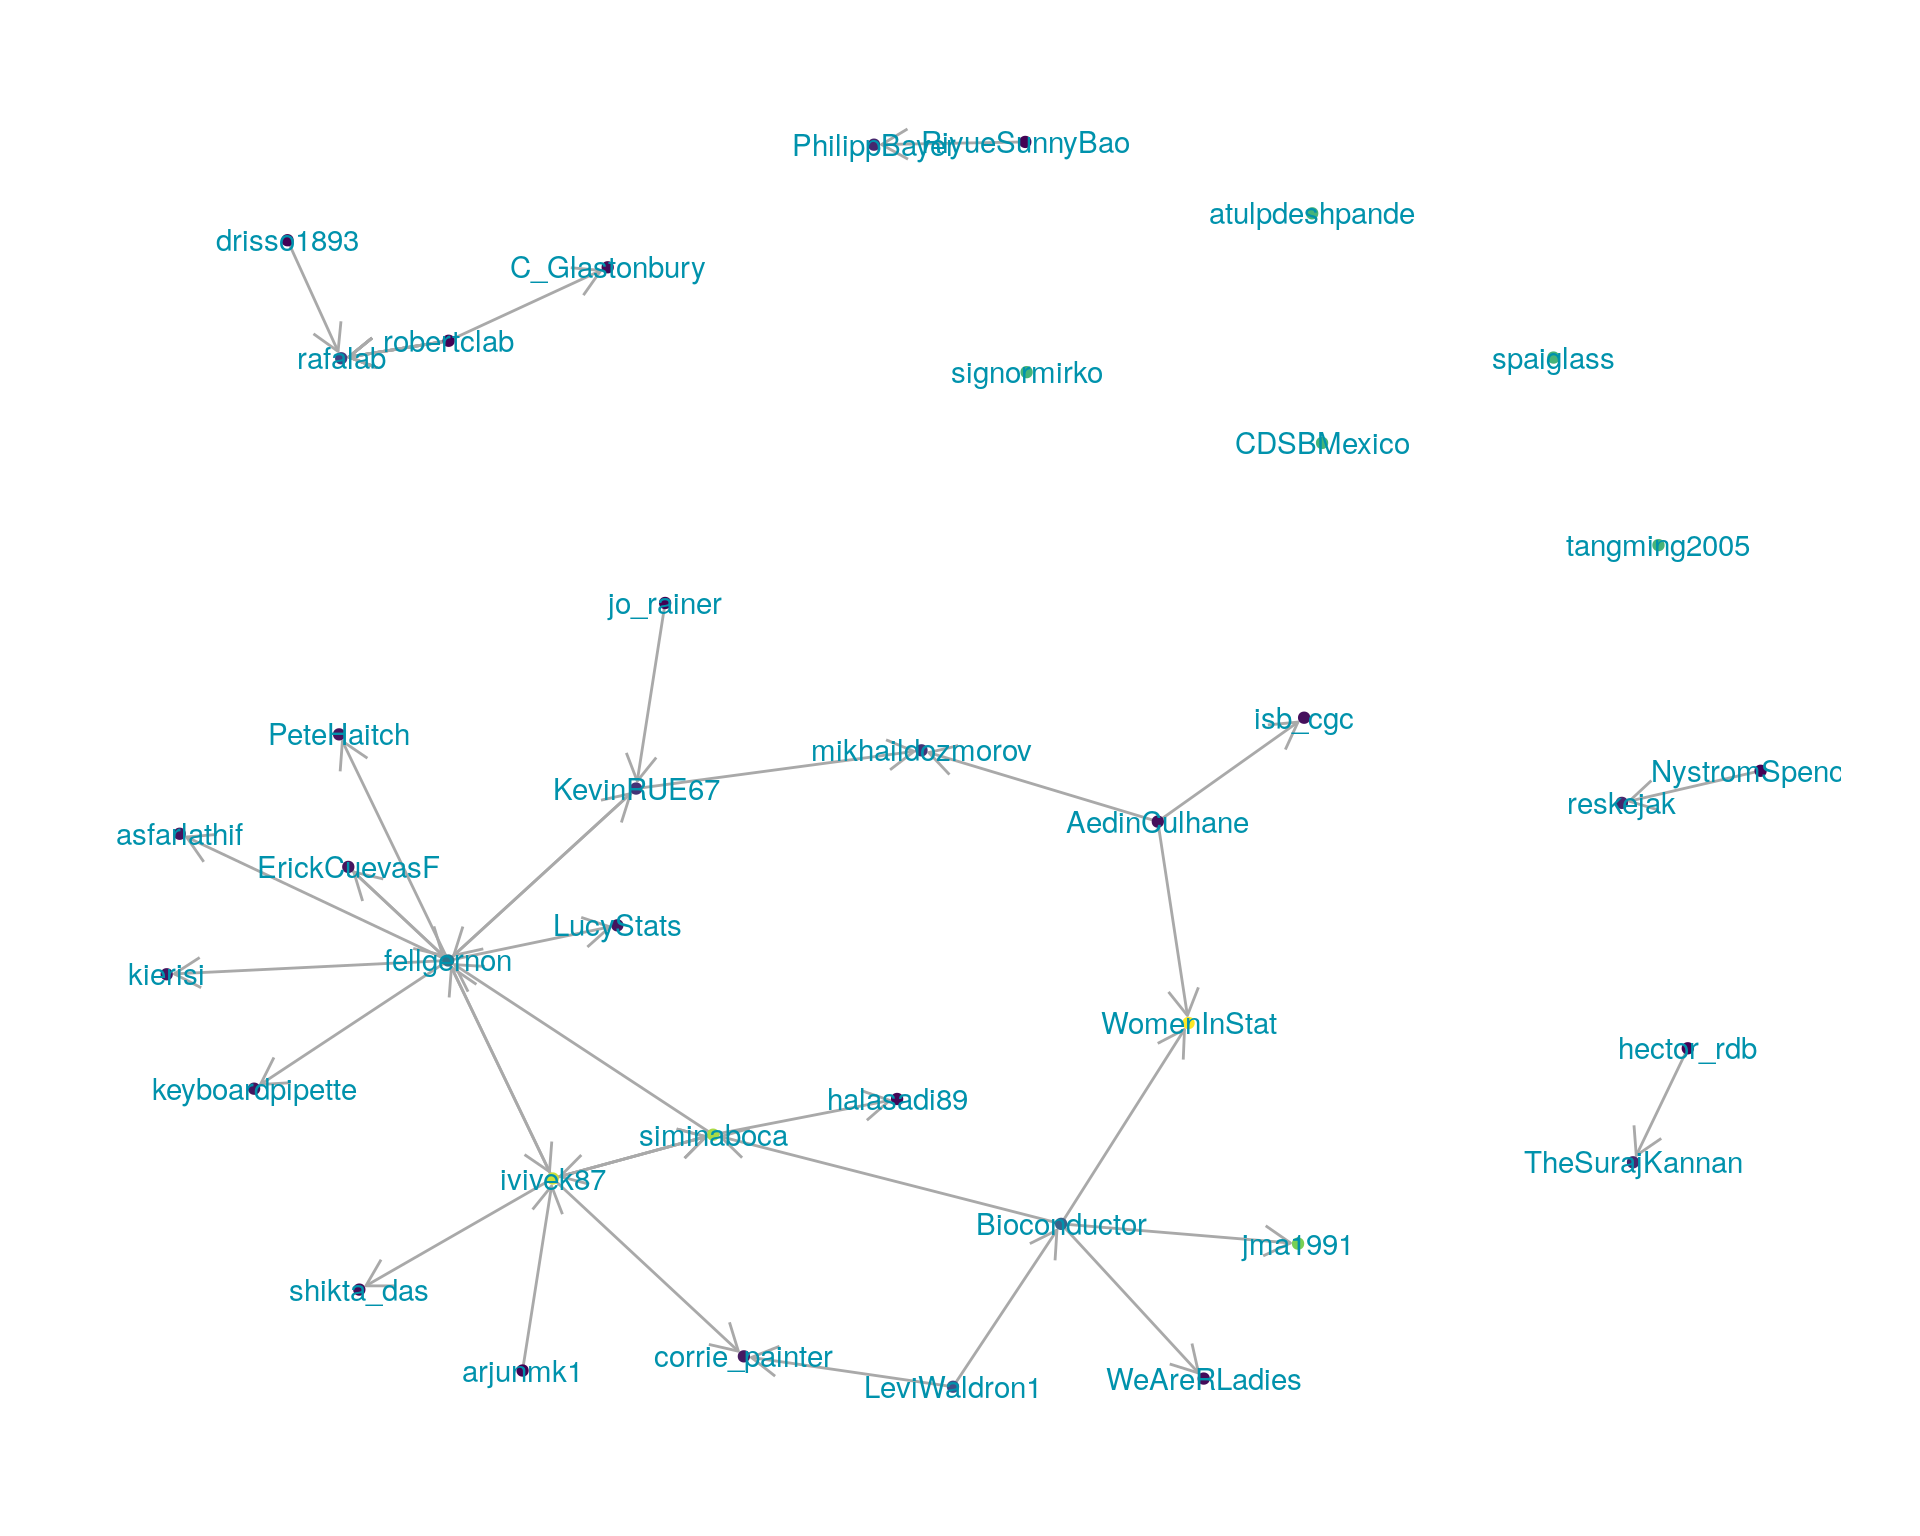 PhilippBayer
RiyueSunnyBao
atulpdeshpande
drisso1893
C_Glastonbury
robertclab
rafalab
signormirko
spaiglass
CDSBMexico
tangming2005
jo_rainer
isb_cgc
PeteHaitch
mikhaildozmorov
NystromSpenc
KevinRUE67
reskejak
AedinCulhane
asfarlathif
ErickCuevasF
LucyStats
fellgernon
kierisi
WomenInStat
hector_rdb
keyboardpipette
halasadi89
siminaboca
TheSurajKannan
ivivek87
Bioconductor
jma1991
shikta_das
corrie_painter
arjunmk1
WeAreRLadies
LeviWaldron1